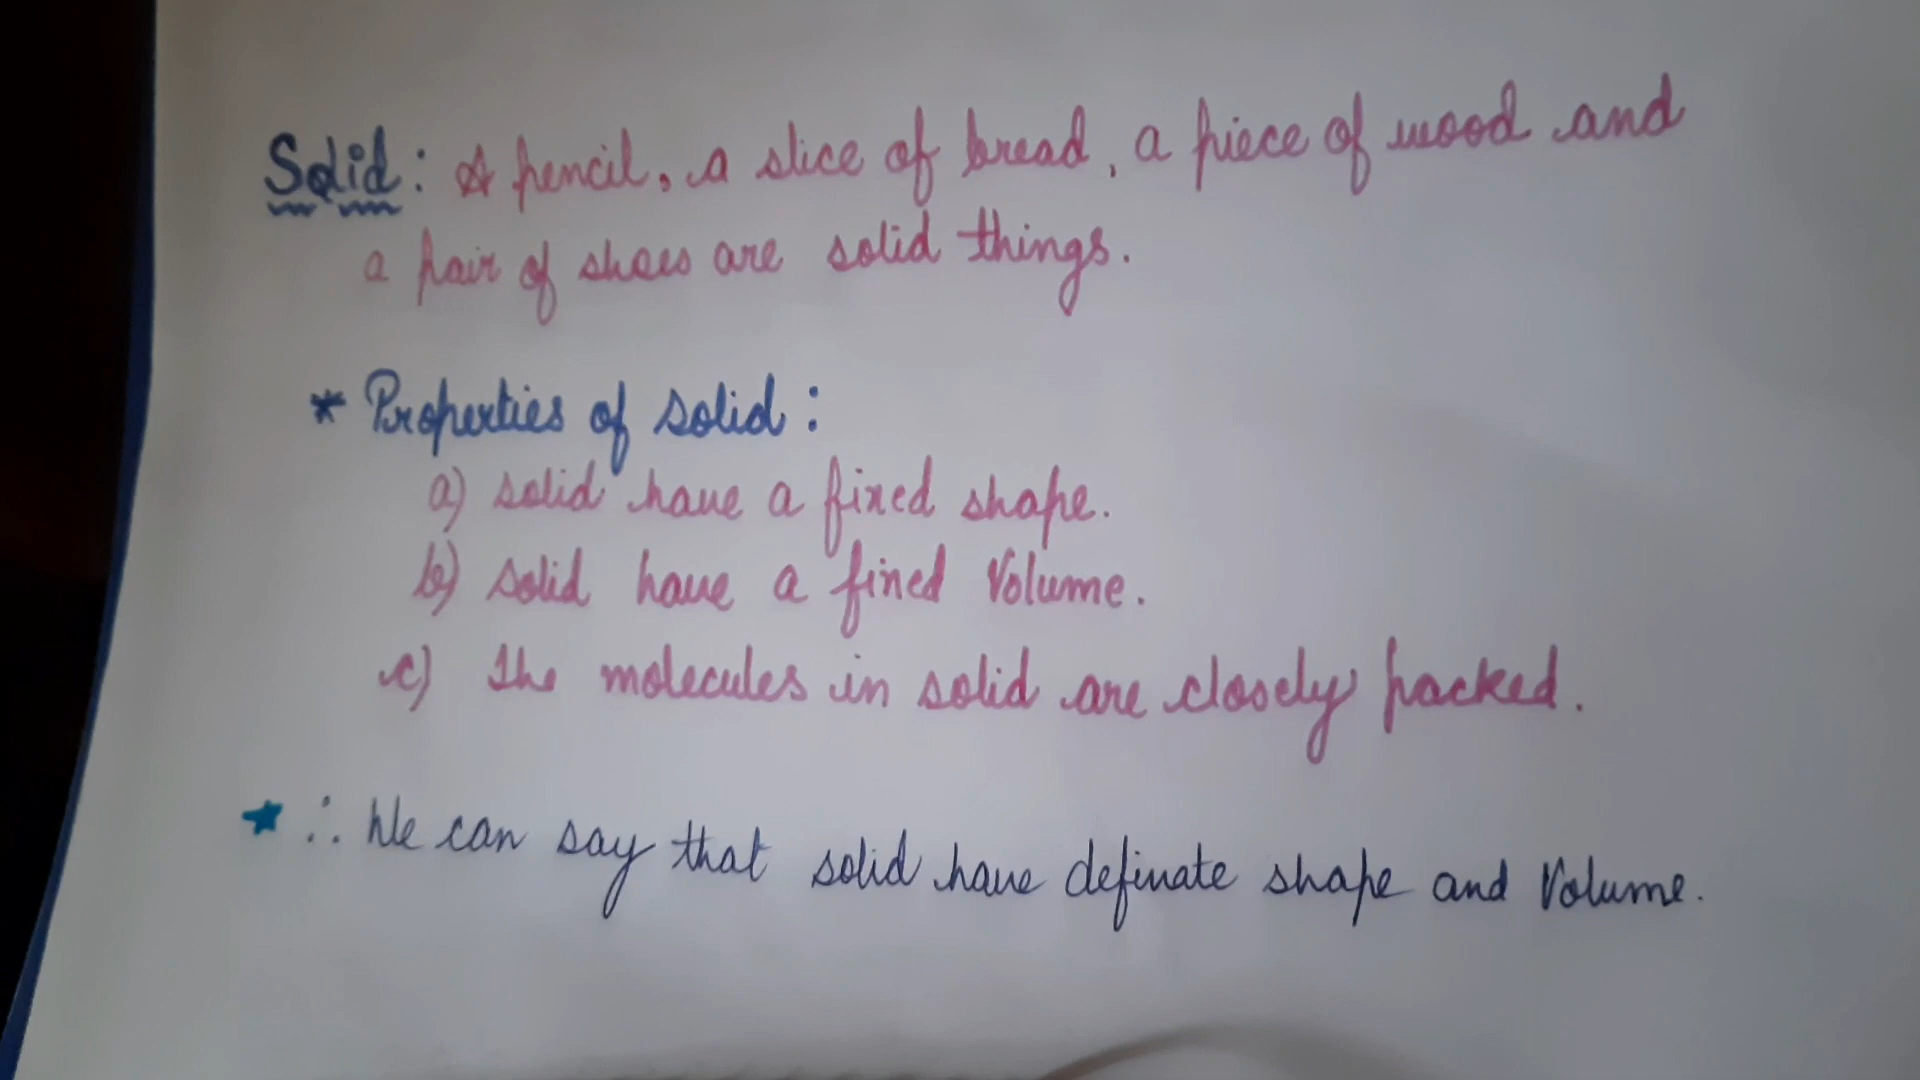 Solid: A pencil, a slice of bread, a piece of wood and
a pair of shoes are solid things.
* Properties of solid:
a) solid have a fixed shape.
b) solid have a fixed Volume.
c) The molecules in solid are closely packed.
★ ∴ We can say that solid have definate shape and Volume.